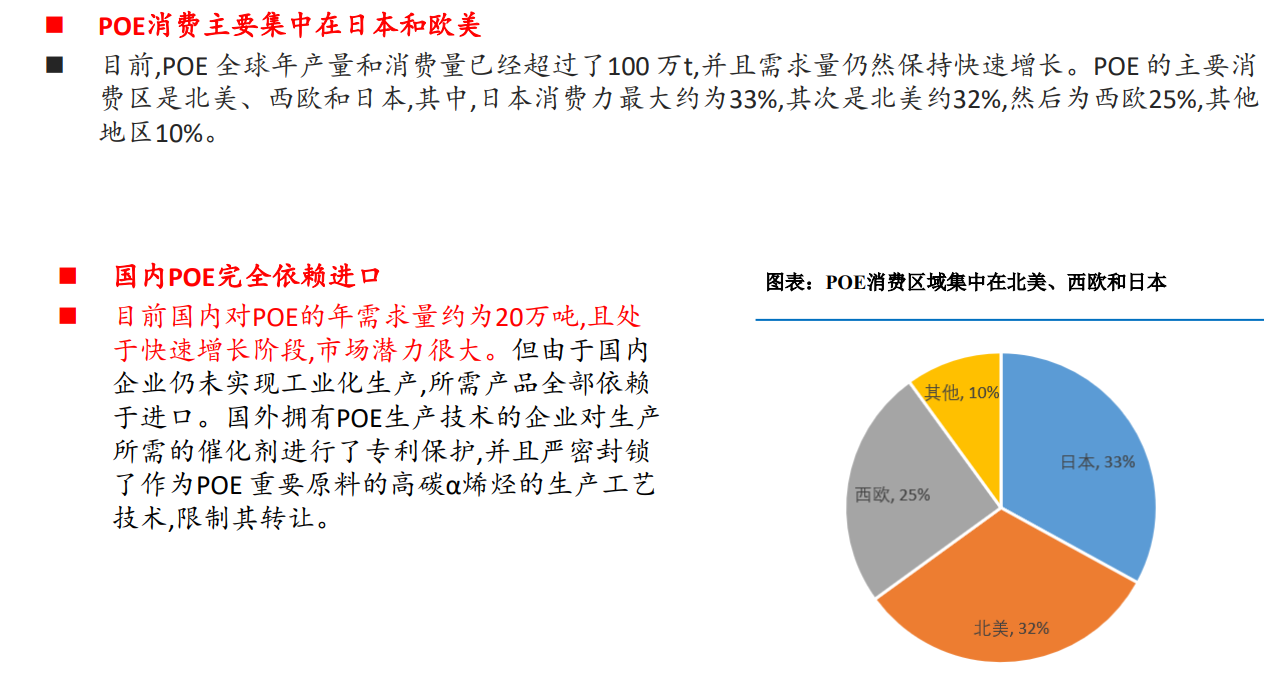 POE消费主要集中在日本和欧美
目前,POE 全球年产量和消费量已经超过了100 万t,并且需求量仍然保持快速增长。POE 的主要消
费区是北美、西欧和日本,其中,日本消费力最大约为33%,其次是北美约32%,然后为西欧25%,其他
地区10%。
国内POE完全依赖进口
目前国内对POE的年需求量约为20万吨,且处
于快速增长阶段,市场潜力很大。但由于国内
企业仍未实现工业化生产,所需产品全部依赖
于进口。国外拥有POE生产技术的企业对生产
所需的催化剂进行了专利保护,并且严密封锁
了作为POE 重要原料的高碳α烯烃的生产工艺
技术,限制其转让。
图表：POE消费区域集中在北美、西欧和日本
其他, 10%
日本, 33%
西欧, 25%
北美, 32%